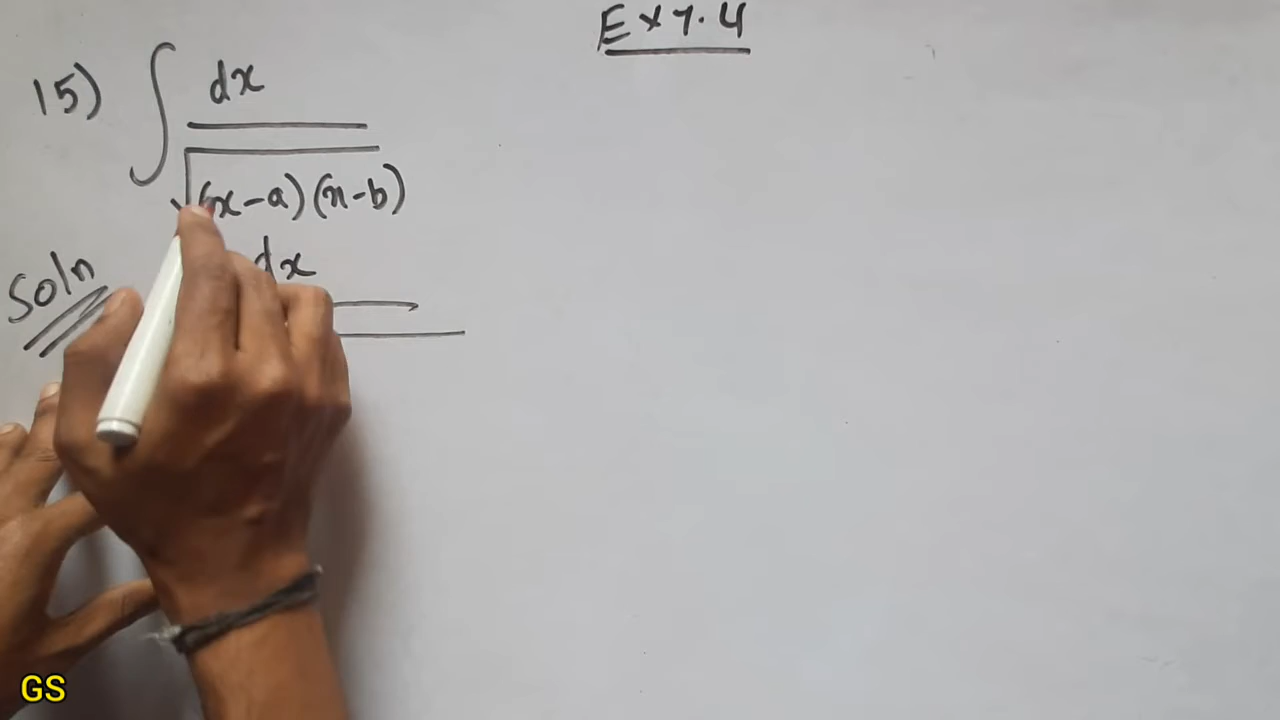 Ex 7.4
15) ∫ dx
√(x-a)(x-b)
Soln dx
GS